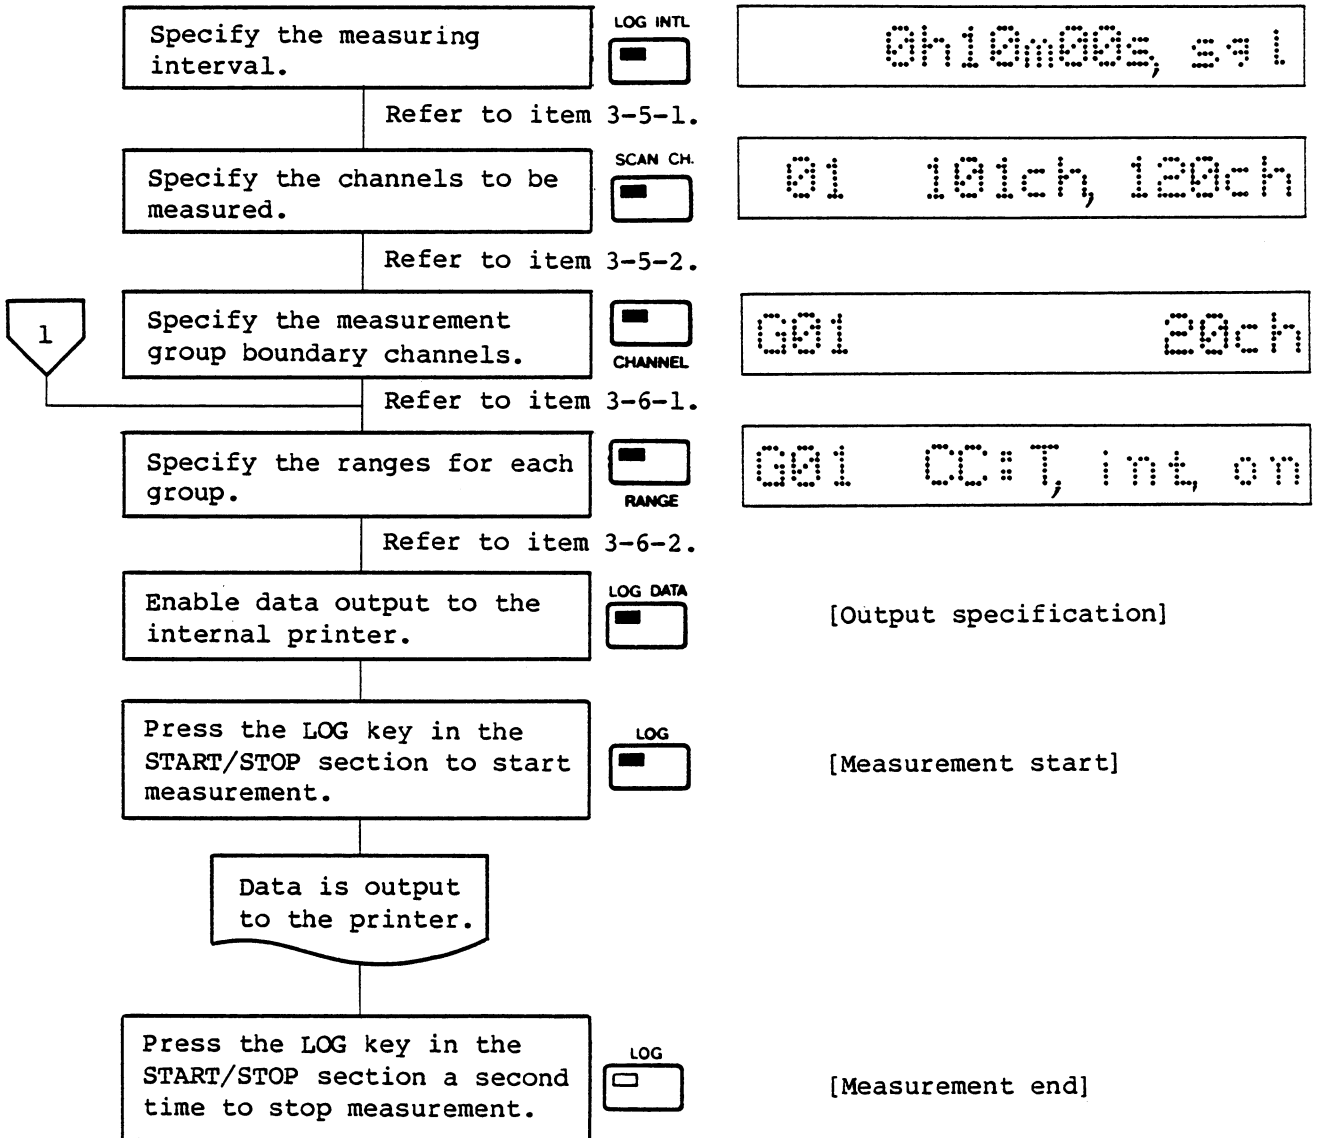 Specify the measuring
interval.
LOG INTL
0h10m00s, sgl
Refer to item 3-5-1.
Specify the channels to be
measured.
SCAN CH.
01 101ch, 120ch
Refer to item 3-5-2.
1
Specify the measurement
group boundary channels.
CHANNEL
G01 20ch
Refer to item 3-6-1.
Specify the ranges for each
group.
RANGE
G01 CC:T, int, on
Refer to item 3-6-2.
Enable data output to the
internal printer.
LOG DATA
[Output specification]
Press the LOG key in the
START/STOP section to start
measurement.
LOG
[Measurement start]
Data is output
to the printer.
Press the LOG key in the
START/STOP section a second
time to stop measurement.
LOG
[Measurement end]